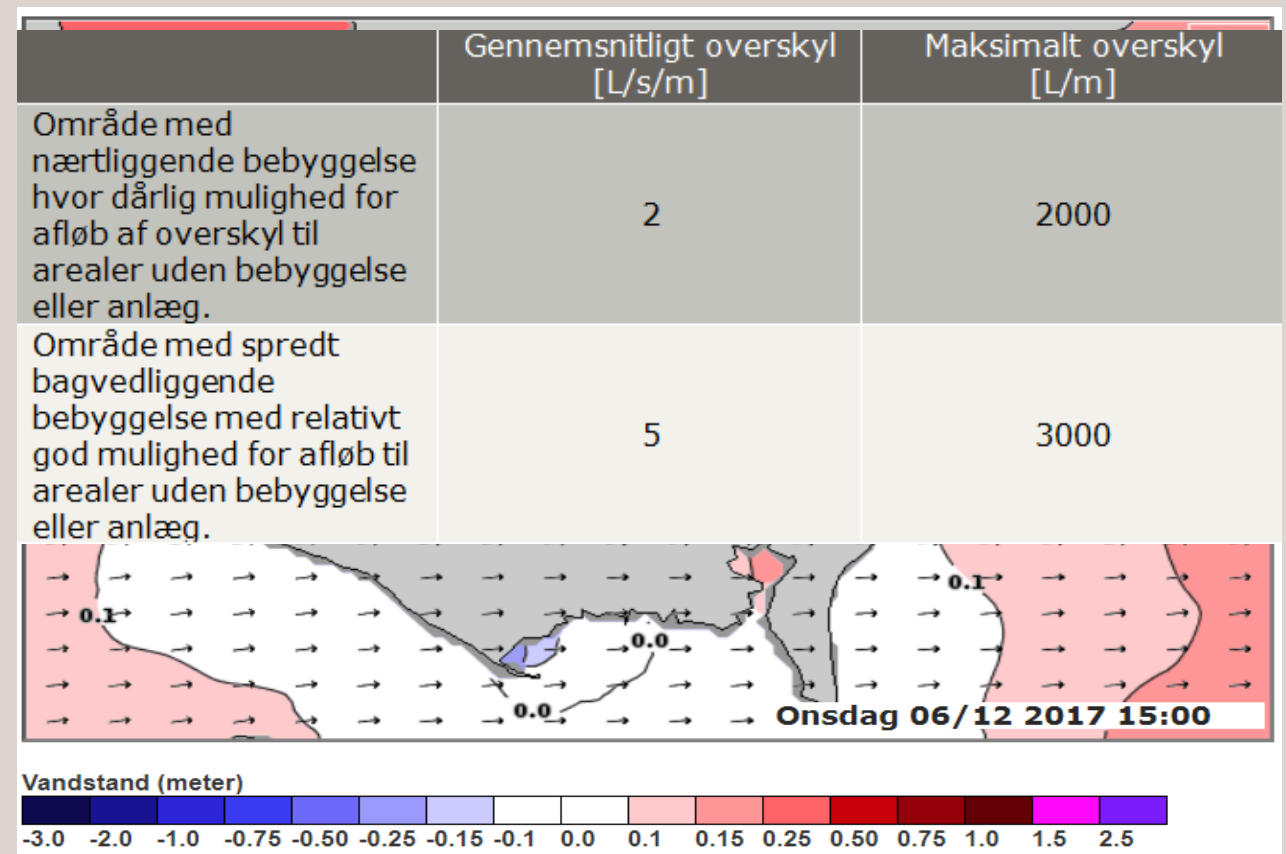 Gennemsnitligt overskyl
[L/s/m]
Maksimalt overskyl
[L/m]
Område med
nærtliggende bebyggelse
hvor dårlig mulighed for
afløb af overskyl til
arealer uden bebyggelse
eller anlæg.
2
2000
Område med spredt
bagvedliggende
bebyggelse med relativt
god mulighed for afløb til
arealer uden bebyggelse
eller anlæg.
5
3000
0.1
0.1
0.0
0.0
Onsdag 06/12 2017 15:00
Vandstand (meter)
-3.0 -2.0 -1.0 -0.75 -0.50 -0.25 -0.15 -0.1 0.0 0.1 0.15 0.25 0.50 0.75 1.0 1.5 2.5